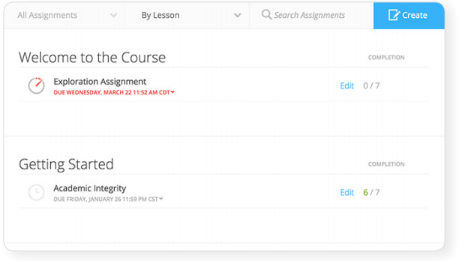 All Assignments By Lesson Search Assignments Create
Welcome to the Course COMPLETION
Exploration Assignment Edit 0 / 7
DUE WEDNESDAY, MARCH 22 11:52 AM CDT
Getting Started COMPLETION
Academic Integrity Edit 6 / 7
DUE FRIDAY, JANUARY 26 11:59 PM CST